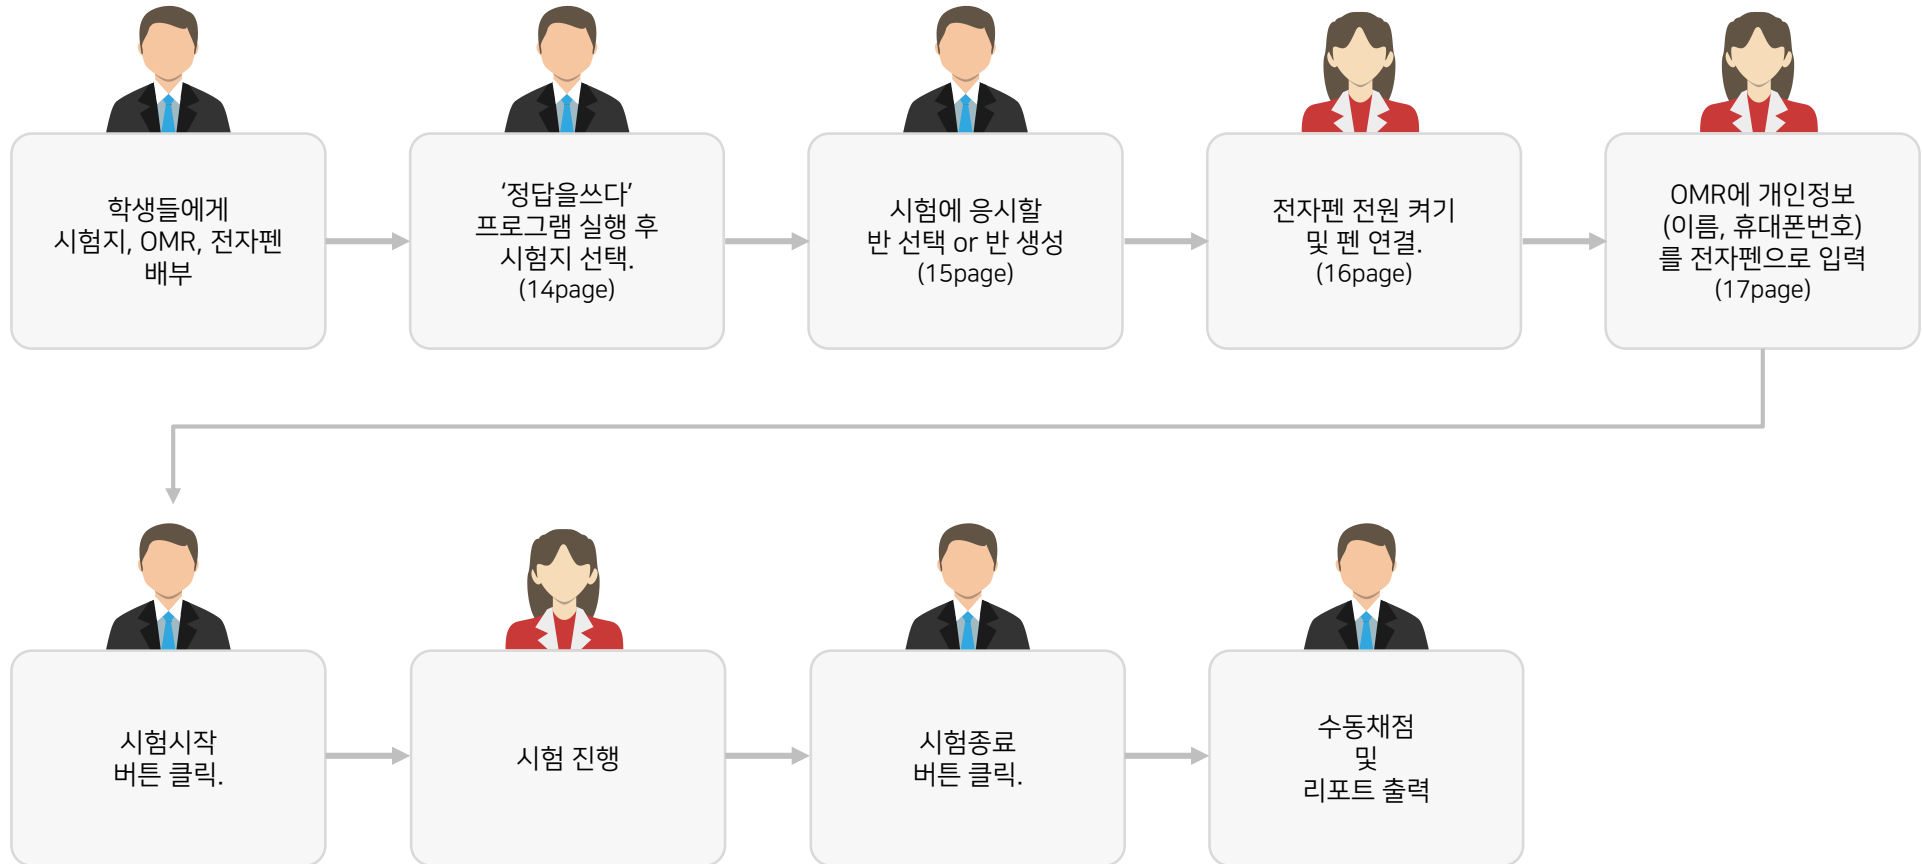 학생들에게
시험지, OMR, 전자펜
배부
‘정답을쓰다’
프로그램 실행 후
시험지 선택.
(14page)
시험에 응시할
반 선택 or 반 생성
(15page)
전자펜 전원 켜기
및 펜 연결.
(16page)
OMR에 개인정보
(이름, 휴대폰번호)
를 전자펜으로 입력
(17page)
시험시작
버튼 클릭.
시험 진행
시험종료
버튼 클릭.
수동채점
및
리포트 출력